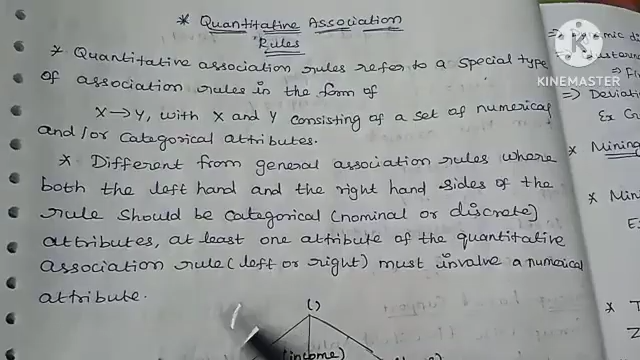 * Quantitative Association
Rules
* Quantitative association rules refer to a special type
of association rules in the form of
X→Y, with X and Y consisting of a set of numerical
and/or categorical attributes.
* Different from general association rules where
both the left hand and the right hand sides of the
rule should be categorical (nominal or discrete)
attributes, at least one attribute of the quantitative
association rule (left or right) must involve a numerical
attribute.
()
(income)
KINEMASTER
=> Deviati
Ex
* Mining
* Mini
E
* T